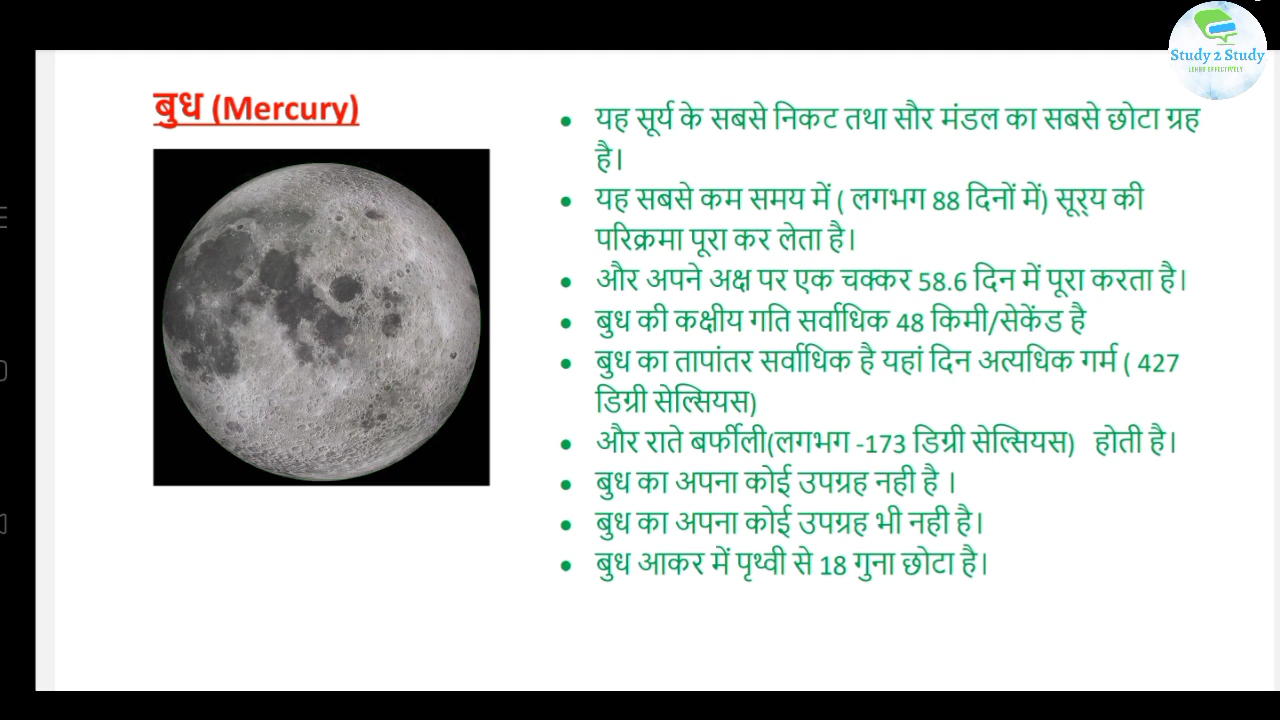 Study 2 Study
LEARN EFFECTIVELY
बुध (Mercury)
• यह सूर्य के सबसे निकट तथा सौर मंडल का सबसे छोटा ग्रह
है।
• यह सबसे कम समय में ( लगभग 88 दिनों में) सूर्य की
परिक्रमा पूरा कर लेता है।
• और अपने अक्ष पर एक चक्कर 58.6 दिन में पूरा करता है।
• बुध की कक्षीय गति सर्वाधिक 48 किमी/सेकेंड है
• बुध का तापांतर सर्वाधिक है यहां दिन अत्यधिक गर्म ( 427
डिग्री सेल्सियस)
• और राते बर्फीली(लगभग -173 डिग्री सेल्सियस) होती है।
• बुध का अपना कोई उपग्रह नही है ।
• बुध का अपना कोई उपग्रह भी नही है।
• बुध आकर में पृथ्वी से 18 गुना छोटा है।